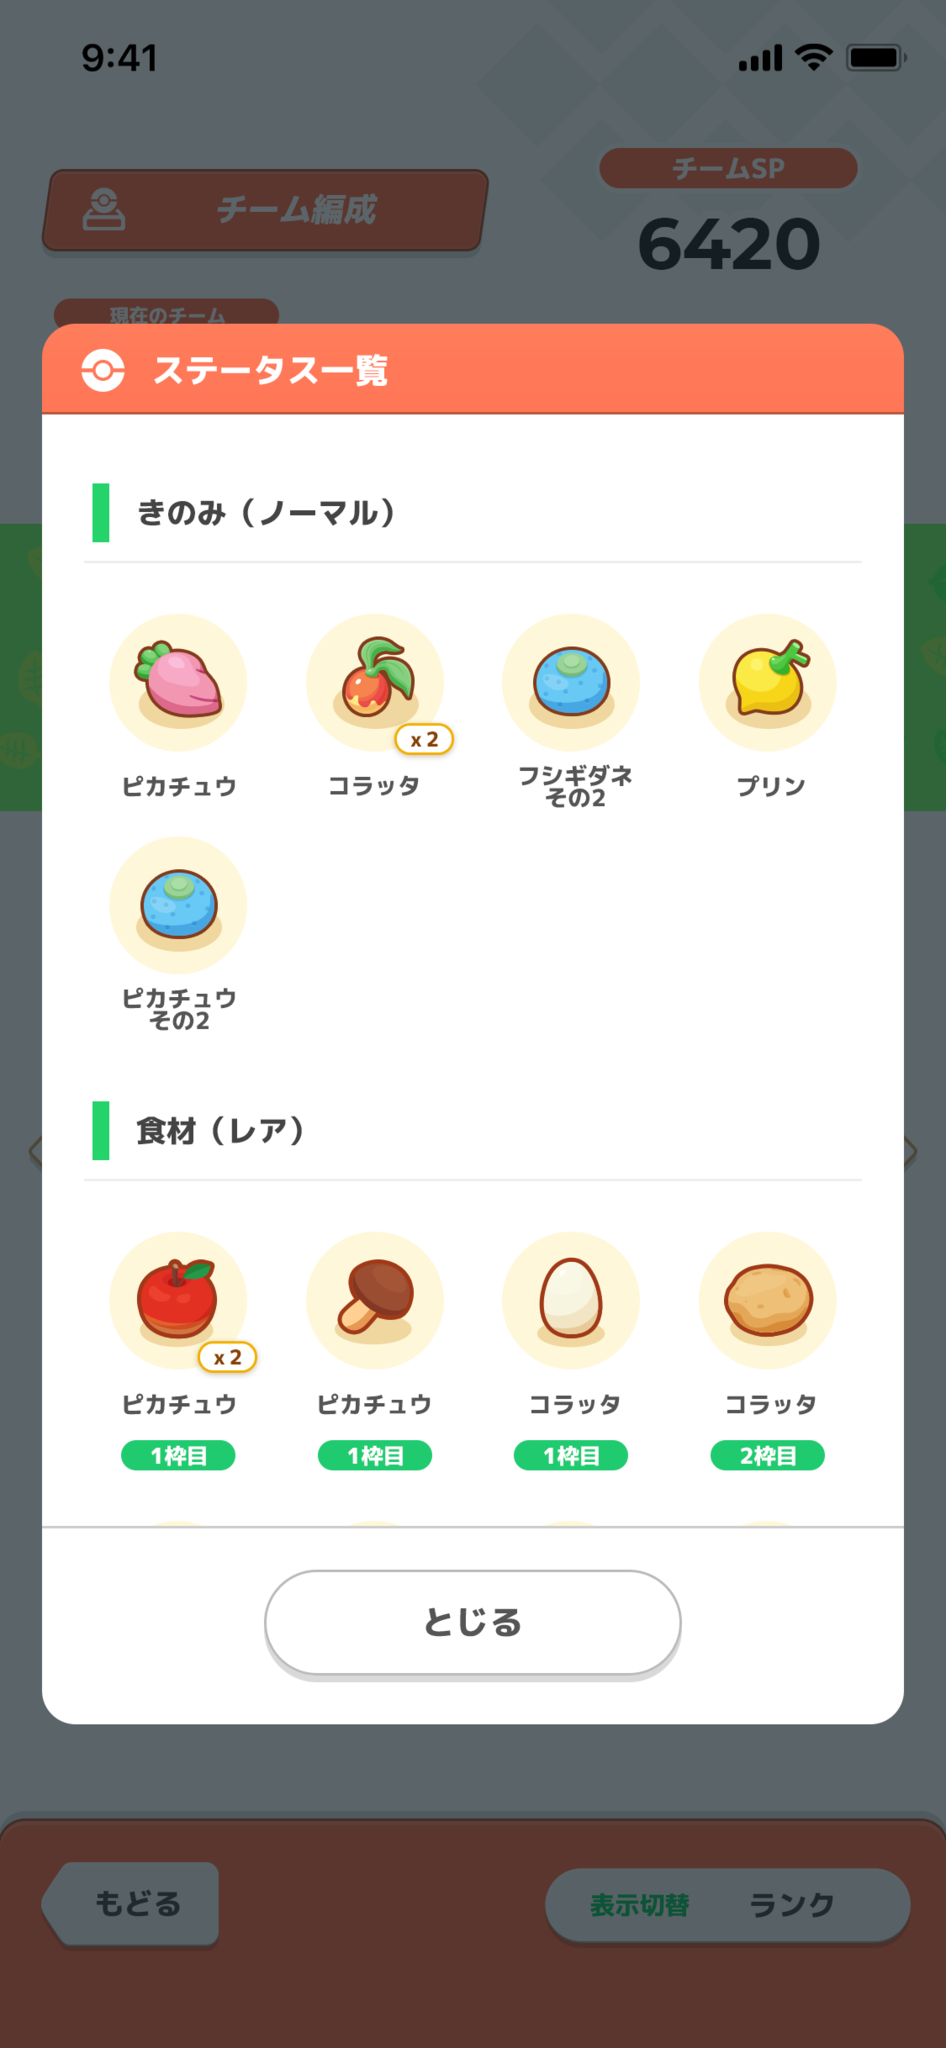 9:41
チーム編成
チームSP
6420
現在のチーム
ステータス一覧
きのみ（ノーマル）
x 2
ピカチュウ
コラッタ
フシギダネ
その2
プリン
ピカチュウ
その2
食材（レア）
x 2
ピカチュウ
ピカチュウ
コラッタ
コラッタ
1枠目
1枠目
1枠目
2枠目
とじる
もどる
表示切替
ランク